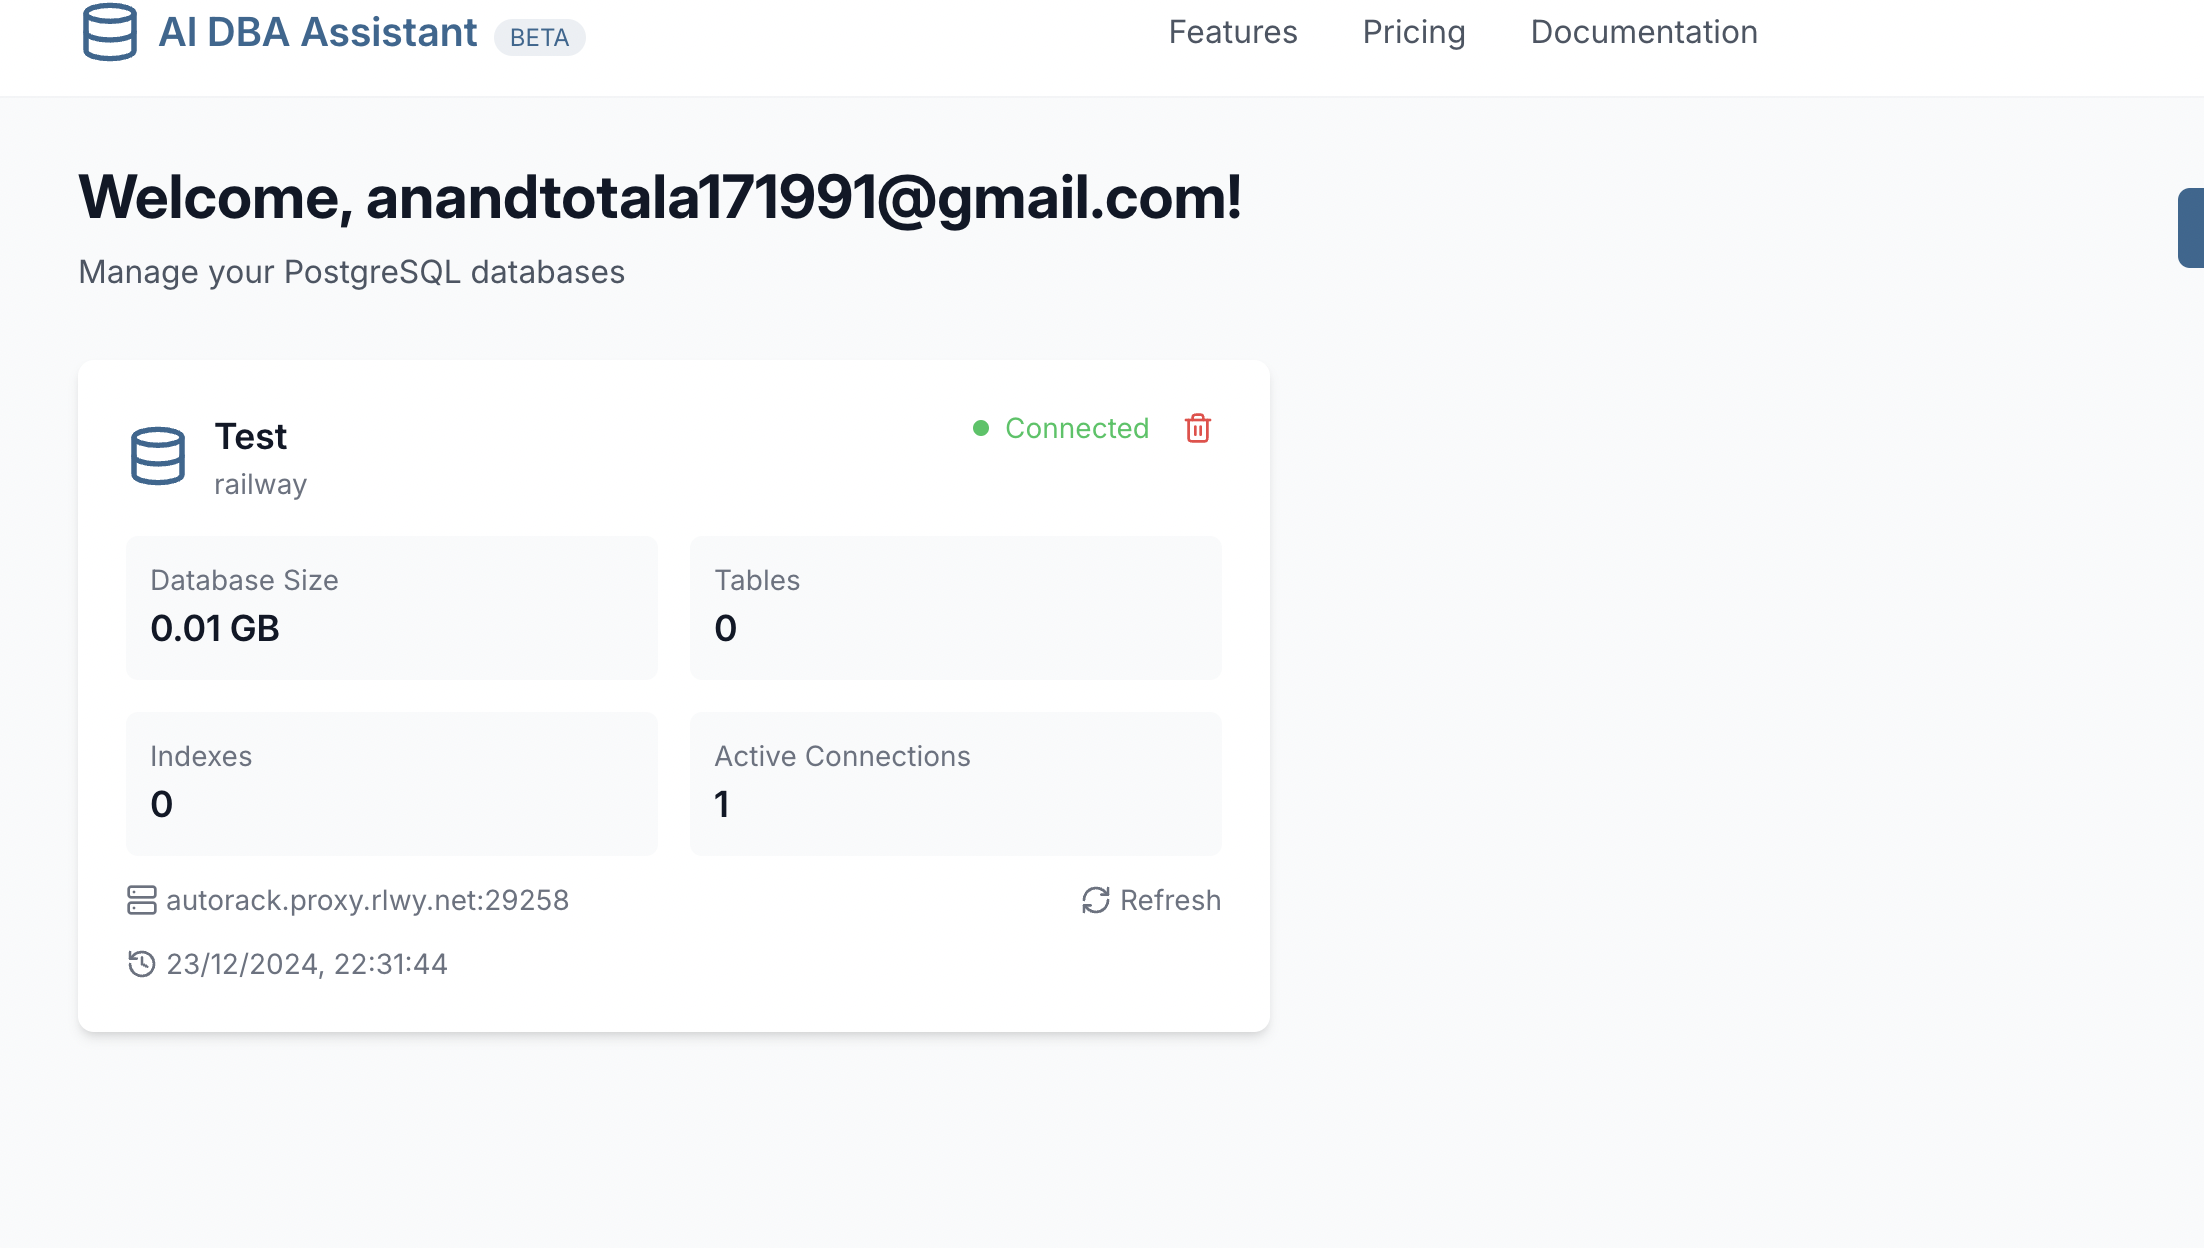 AI DBA Assistant BETA Features Pricing Documentation
Welcome, anandtotala171991@gmail.com!
Manage your PostgreSQL databases
Test
railway
Connected
Database Size
0.01 GB
Tables
0
Indexes
0
Active Connections
1
autorack.proxy.rlwy.net:29258
Refresh
23/12/2024, 22:31:44